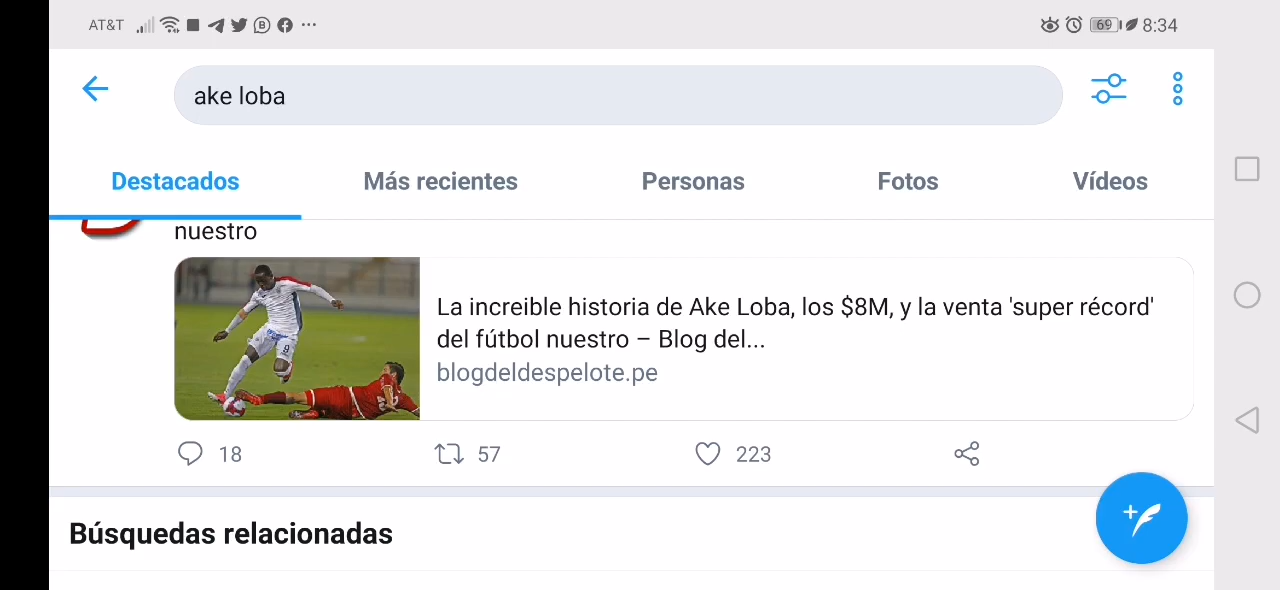 AT&T 69 8:34
ake loba
Destacados Más recientes Personas Fotos Vídeos
nuestro
La increible historia de Ake Loba, los $8M, y la venta 'super récord'
del fútbol nuestro – Blog del...
blogdeldespelote.pe
18 57 223
Búsquedas relacionadas